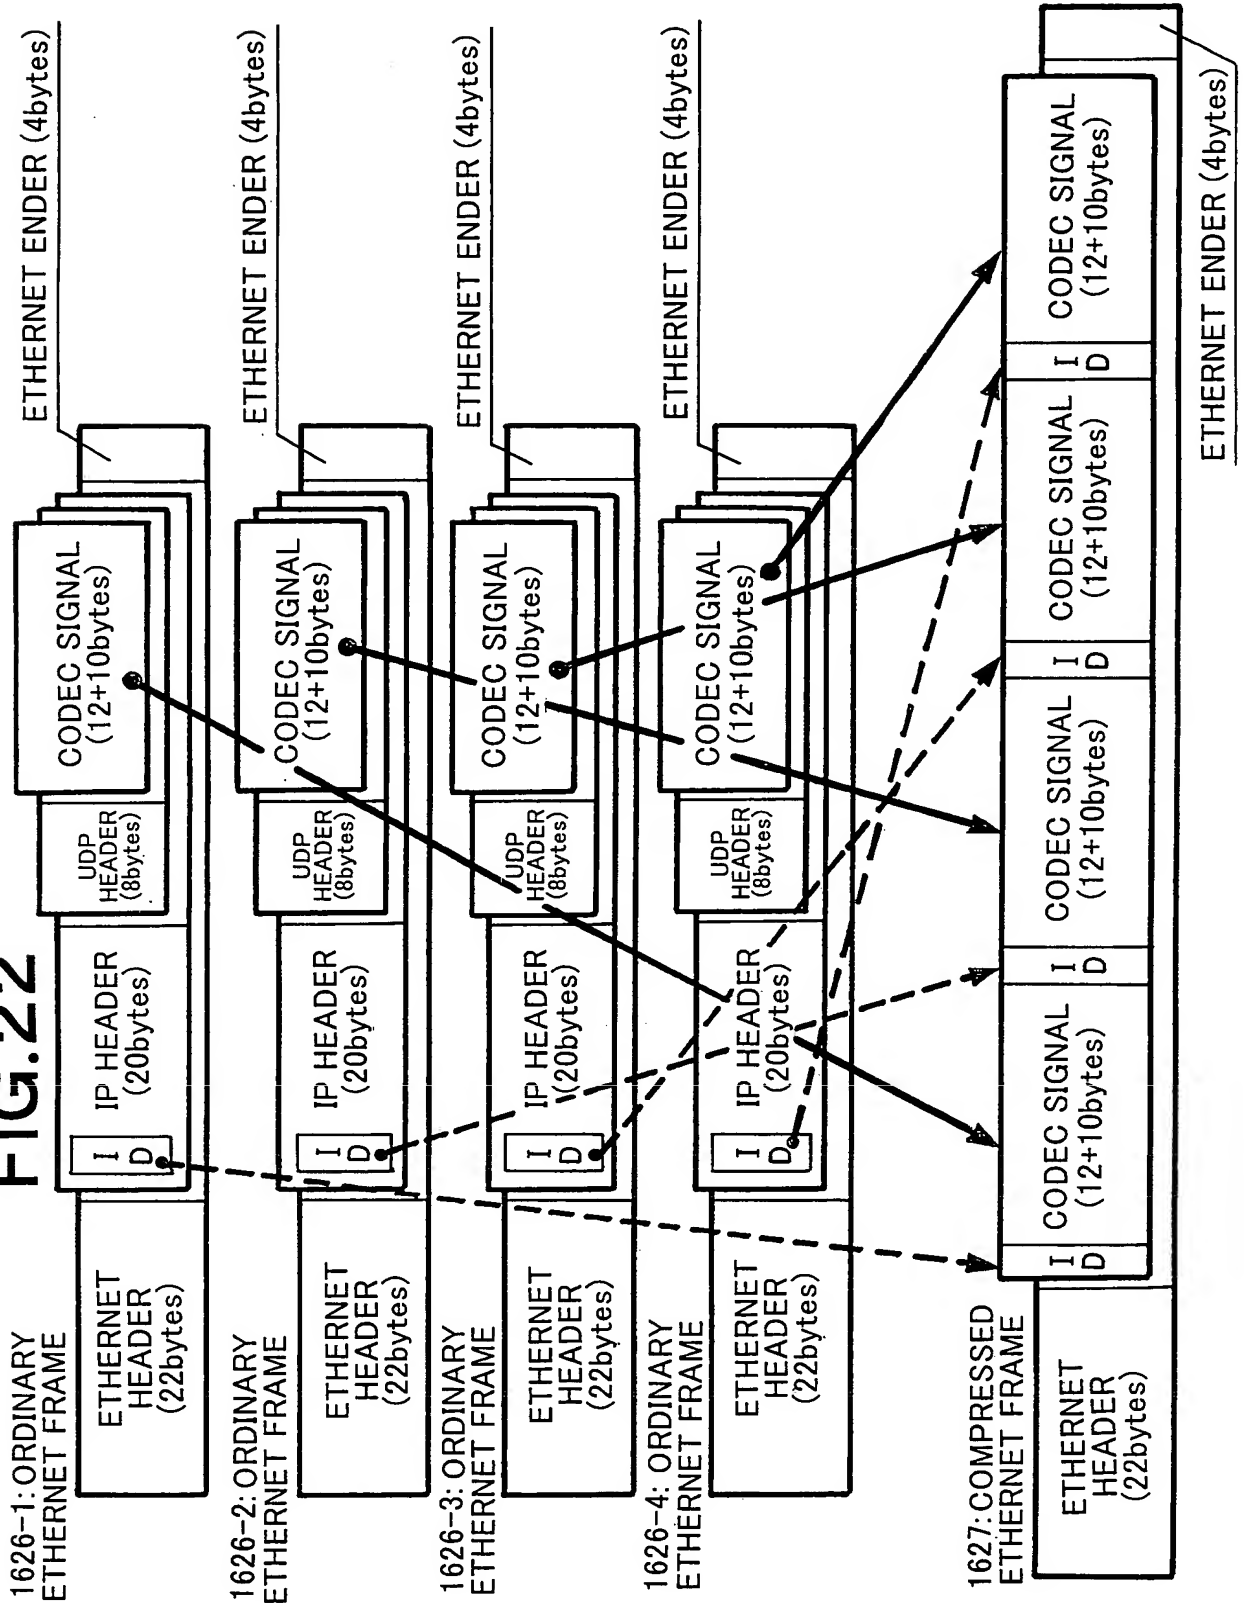 FIG.22
1626-1: ORDINARY
ETHERNET FRAME
ETHERNET
HEADER
(22bytes)
I
D
IP HEADER
(20bytes)
UDP
HEADER
(8bytes)
CODEC SIGNAL
(12+10bytes)
ETHERNET ENDER (4bytes)
1626-2: ORDINARY
ETHERNET FRAME
ETHERNET
HEADER
(22bytes)
I
D
IP HEADER
(20bytes)
UDP
HEADER
(8bytes)
CODEC SIGNAL
(12+10bytes)
ETHERNET ENDER (4bytes)
1626-3: ORDINARY
ETHERNET FRAME
ETHERNET
HEADER
(22bytes)
I
D
IP HEADER
(20bytes)
UDP
HEADER
(8bytes)
CODEC SIGNAL
(12+10bytes)
ETHERNET ENDER (4bytes)
1626-4: ORDINARY
ETHERNET FRAME
ETHERNET
HEADER
(22bytes)
I
D
IP HEADER
(20bytes)
UDP
HEADER
(8bytes)
CODEC SIGNAL
(12+10bytes)
ETHERNET ENDER (4bytes)
1627: COMPRESSED
ETHERNET FRAME
ETHERNET
HEADER
(22bytes)
I
D
CODEC SIGNAL
(12+10bytes)
I
D
CODEC SIGNAL
(12+10bytes)
I
D
CODEC SIGNAL
(12+10bytes)
I
D
CODEC SIGNAL
(12+10bytes)
ETHERNET ENDER (4bytes)